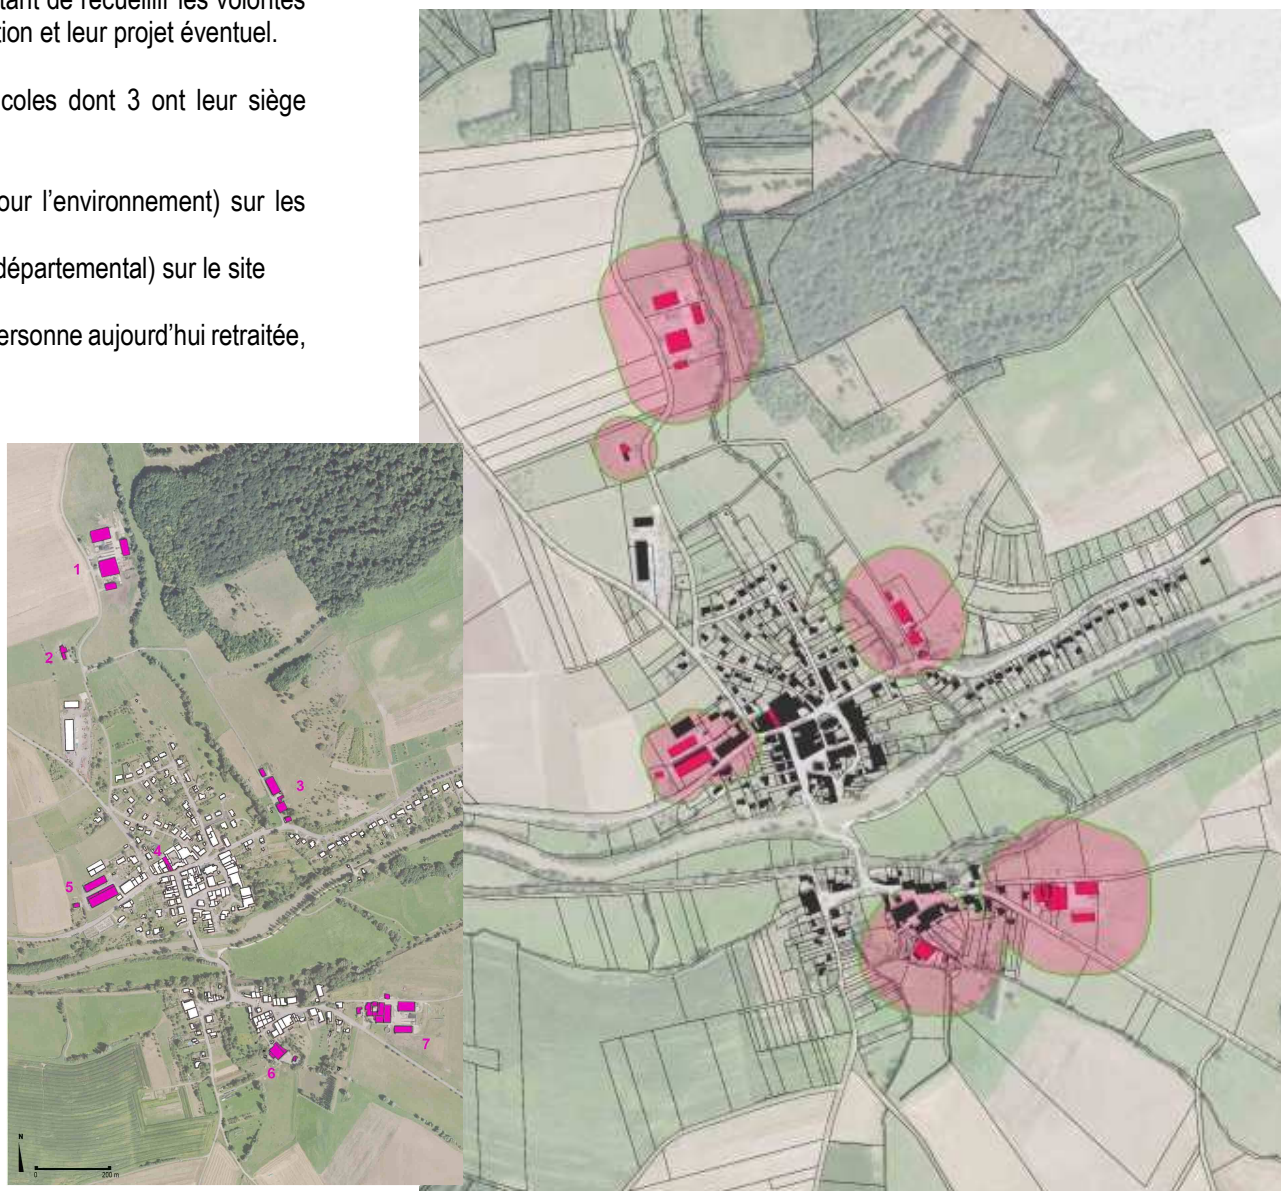 tant de recueillir les volontés
tion et leur projet éventuel.
coles dont 3 ont leur siège
our l'environnement) sur les
départemental) sur le site
ersonne aujourd'hui retraitée,
1
2
3
4
5
6
7
N
0 200 m